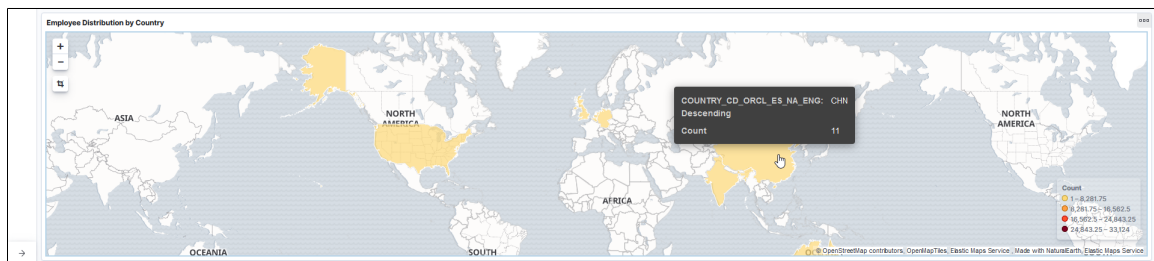 Employee Distribution by Country
+
−
ASIA
NORTH
AMERICA
COUNTRY_CD_ORCL_ES_NA_ENG: CHN
Descending
Count 11
NORTH
AMERICA
AFRICA
Count
1 – 8,281.75
8,281.75 – 16,562.5
16,562.5 – 24,843.25
24,843.25 – 33,124
OCEANIA
SOUTH
© OpenStreetMap contributors, OpenMapTiles, Elastic Maps Service, Made with NaturalEarth, Elastic Maps Service